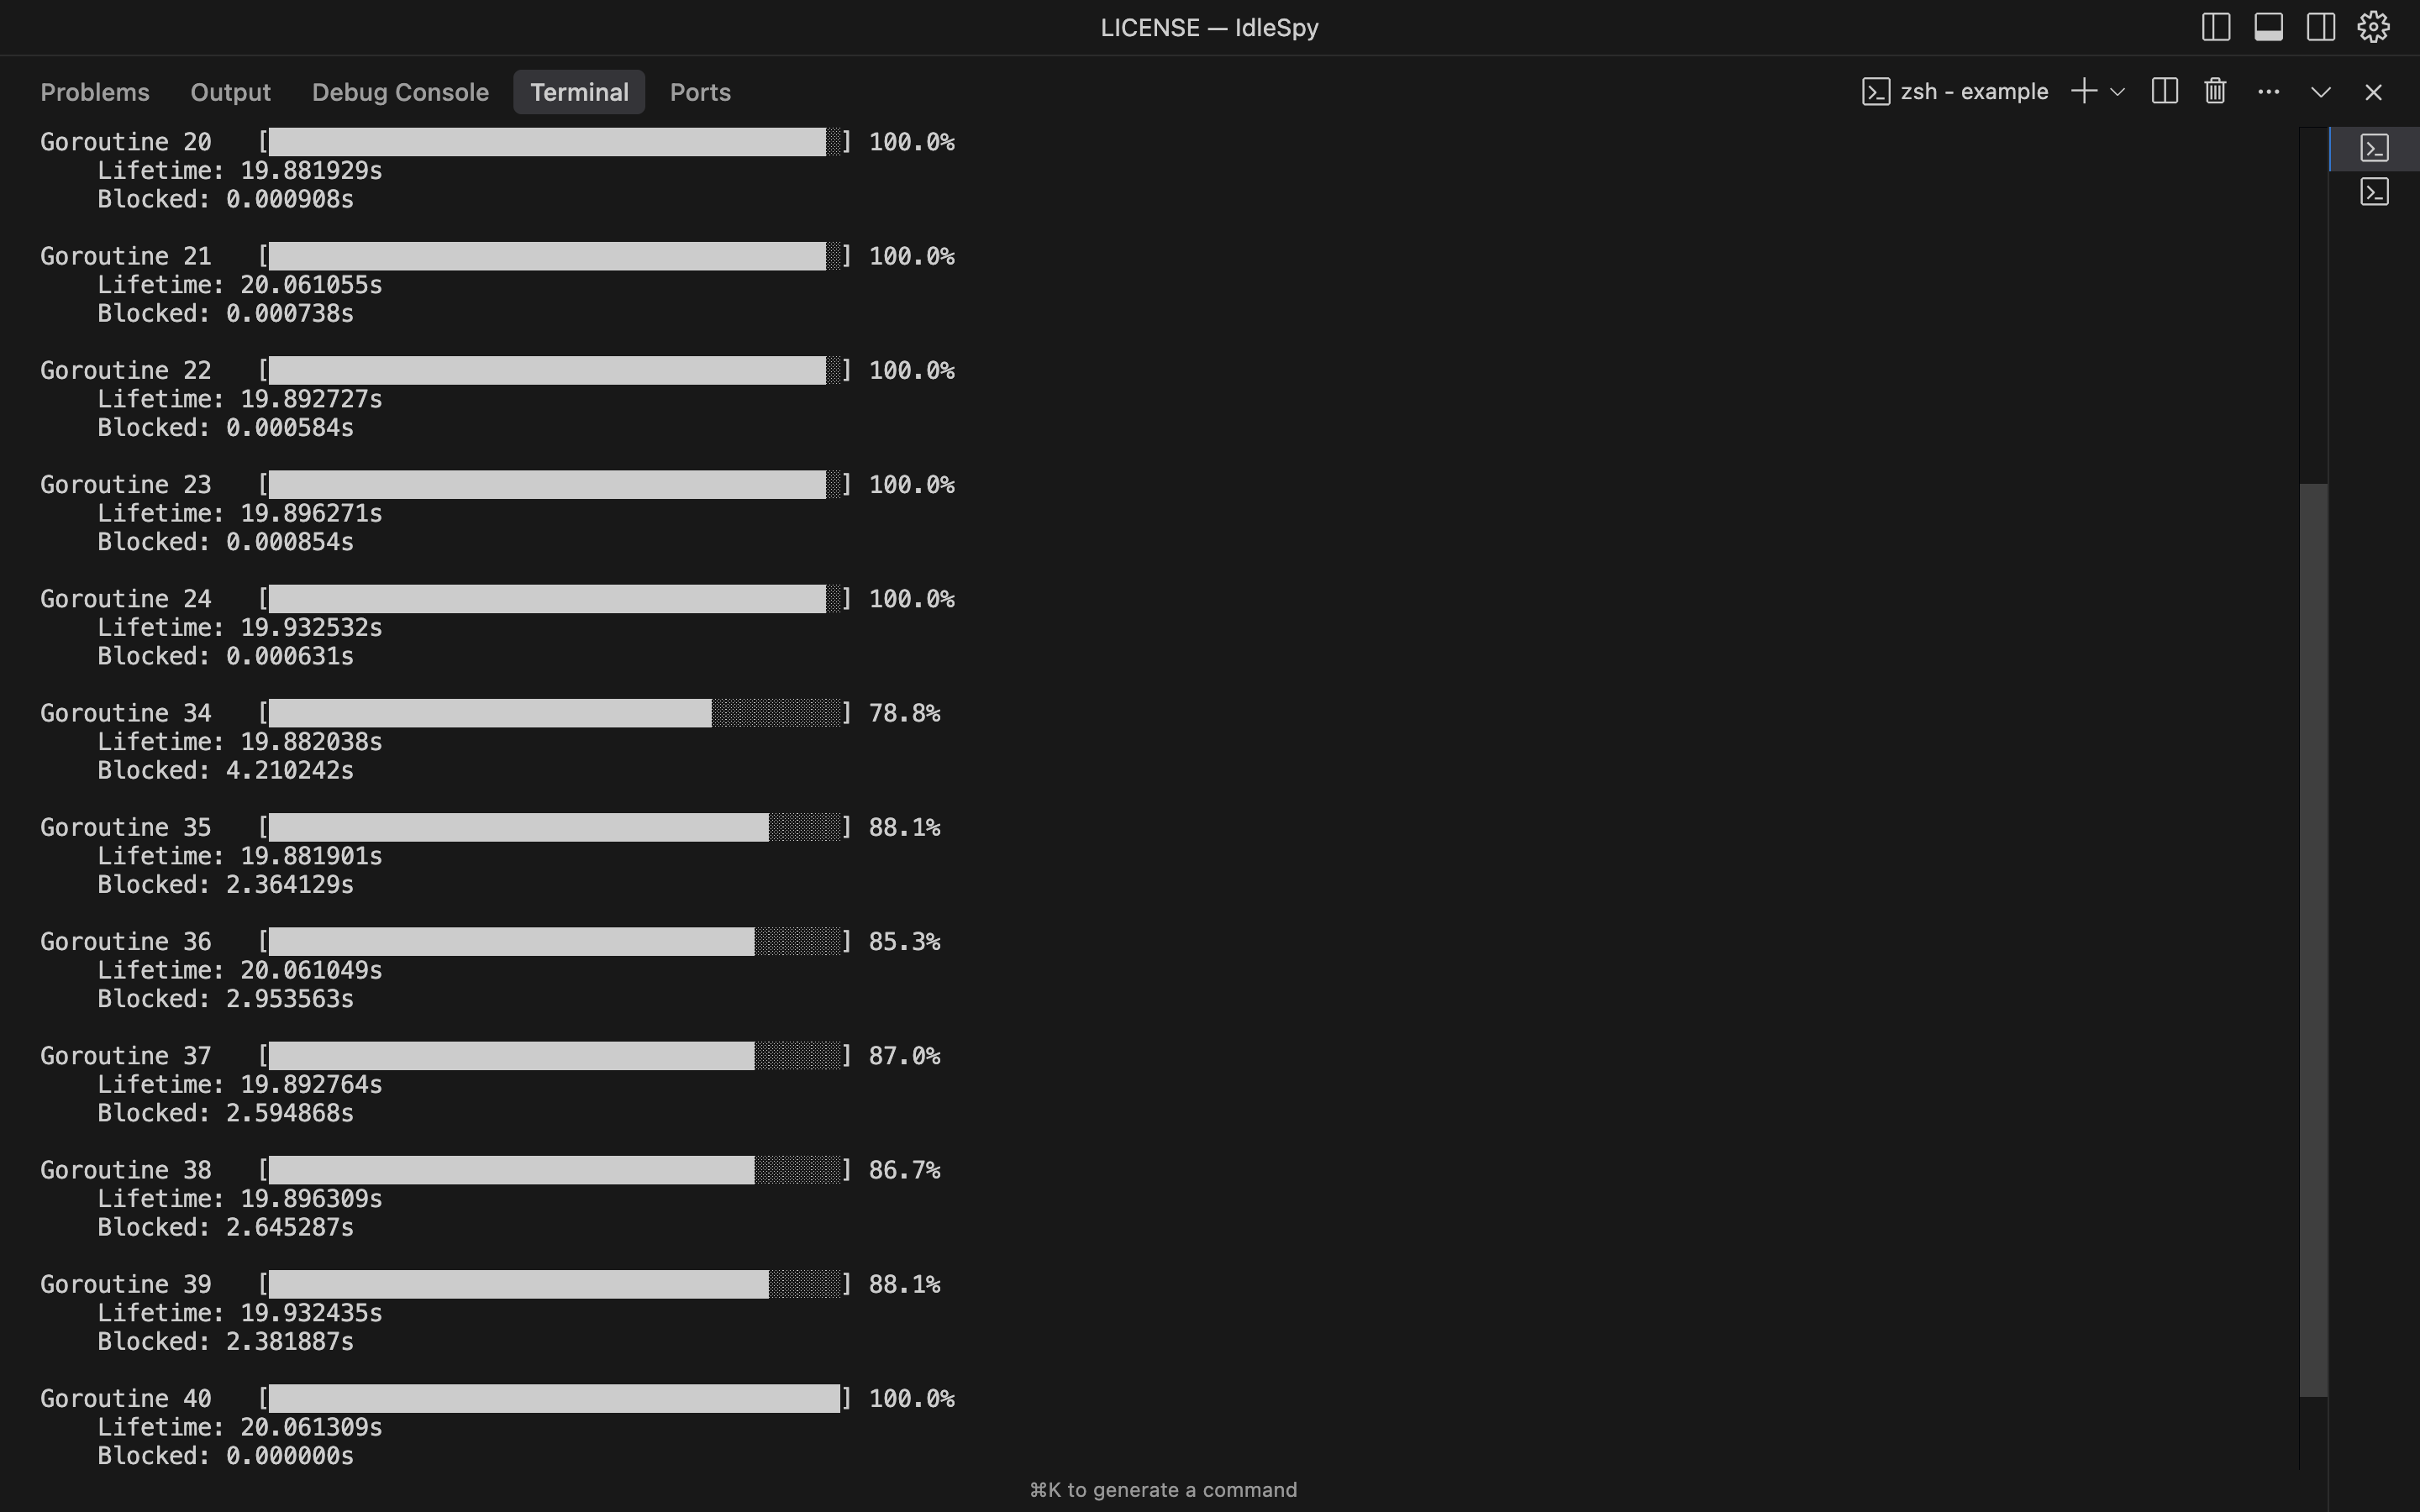 LICENSE — IdleSpy
Problems Output Debug Console Terminal Ports zsh - example
Goroutine 20 [█] 100.0%
Lifetime: 19.881929s
Blocked: 0.000908s
Goroutine 21 [█] 100.0%
Lifetime: 20.061055s
Blocked: 0.000738s
Goroutine 22 [█] 100.0%
Lifetime: 19.892727s
Blocked: 0.000584s
Goroutine 23 [█] 100.0%
Lifetime: 19.896271s
Blocked: 0.000854s
Goroutine 24 [█] 100.0%
Lifetime: 19.932532s
Blocked: 0.000631s
Goroutine 34 [█] 78.8%
Lifetime: 19.882038s
Blocked: 4.210242s
Goroutine 35 [█] 88.1%
Lifetime: 19.881901s
Blocked: 2.364129s
Goroutine 36 [█] 85.3%
Lifetime: 20.061049s
Blocked: 2.953563s
Goroutine 37 [█] 87.0%
Lifetime: 19.892764s
Blocked: 2.594868s
Goroutine 38 [█] 86.7%
Lifetime: 19.896309s
Blocked: 2.645287s
Goroutine 39 [█] 88.1%
Lifetime: 19.932435s
Blocked: 2.381887s
Goroutine 40 [█] 100.0%
Lifetime: 20.061309s
Blocked: 0.000000s
⌘K to generate a command